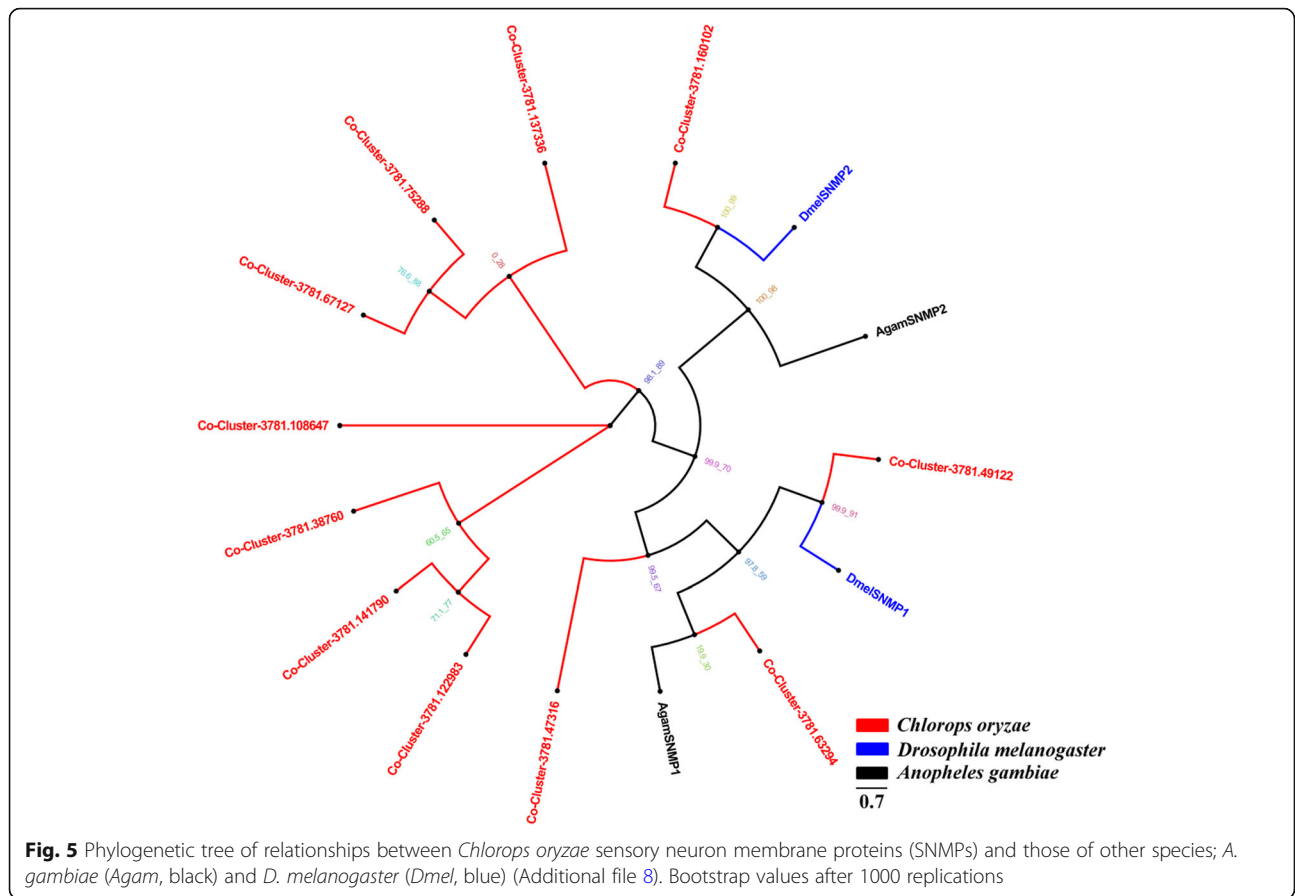 Co-Cluster-3781.160102
Co-Cluster-3781.137336
Co-Cluster-3781.75288
DmelSNMP2
100_99
Co-Cluster-3781.67127
76.6_88
0_28
100_98
AgamSNMP2
98.1_89
Co-Cluster-3781.108647
99.9_70
Co-Cluster-3781.49122
99.9_91
Co-Cluster-3781.38760
60.5_65
DmelSNMP1
97.8_59
99.5_67
Co-Cluster-3781.141790
71.1_77
19.9_30
Co-Cluster-3781.122983
Co-Cluster-3781.47316
AgamSNMP1
Co-Cluster-3781.63294
Chlorops oryzae
Drosophila melanogaster
Anopheles gambiae
0.7
Fig. 5 Phylogenetic tree of relationships between Chlorops oryzae sensory neuron membrane proteins (SNMPs) and those of other species; A.
gambiae (Agam, black) and D. melanogaster (Dmel, blue) (Additional file 8). Bootstrap values after 1000 replications